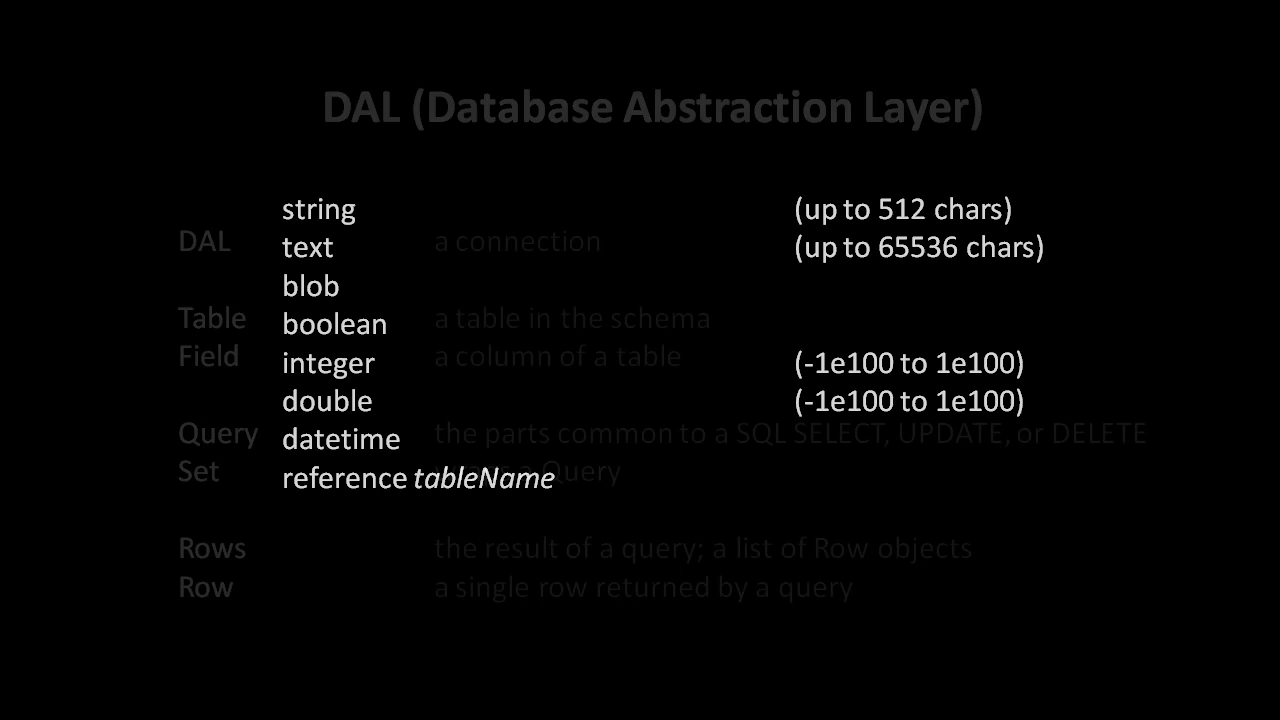 DAL (Database Abstraction Layer)
string (up to 512 chars)
DAL a connection
text (up to 65536 chars)
blob
Table a table in the schema
boolean
Field a column of a table
integer (-1e100 to 1e100)
double (-1e100 to 1e100)
Query the parts common to a SQL SELECT, UPDATE, or DELETE
datetime
Set a Query
reference tableName
Rows the result of a query; a list of Row objects
Row a single row returned by a query